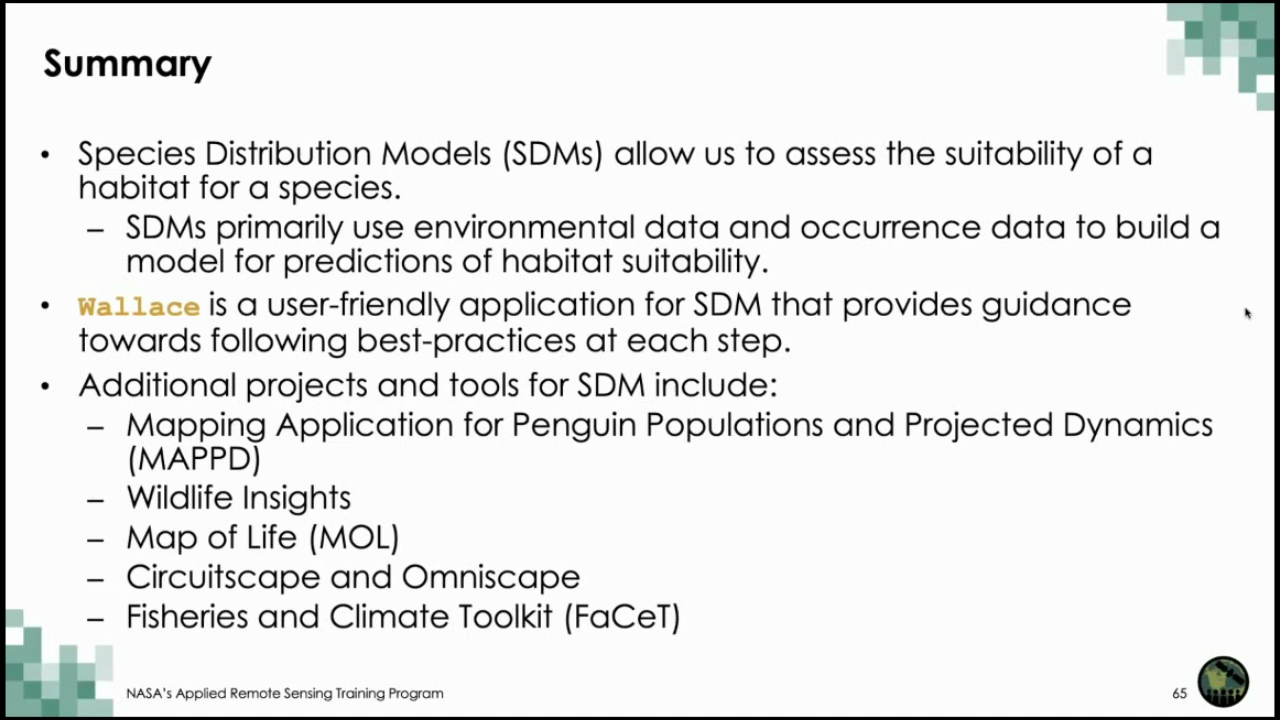 Summary
• Species Distribution Models (SDMs) allow us to assess the suitability of a
habitat for a species.
– SDMs primarily use environmental data and occurrence data to build a
model for predictions of habitat suitability.
• Wallace is a user-friendly application for SDM that provides guidance
towards following best-practices at each step.
• Additional projects and tools for SDM include:
– Mapping Application for Penguin Populations and Projected Dynamics
(MAPPD)
– Wildlife Insights
– Map of Life (MOL)
– Circuitscape and Omniscape
– Fisheries and Climate Toolkit (FaCeT)
NASA's Applied Remote Sensing Training Program
65